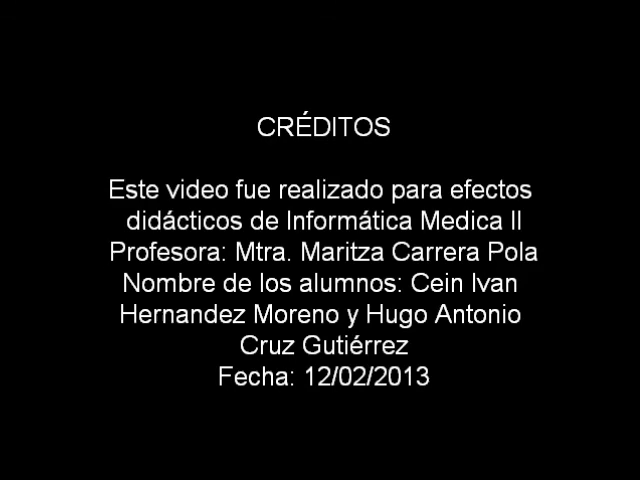 CRÉDITOS
Este video fue realizado para efectos
didácticos de Informática Medica II
Profesora: Mtra. Maritza Carrera Pola
Nombre de los alumnos: Cein Ivan
Hernandez Moreno y Hugo Antonio
Cruz Gutiérrez
Fecha: 12/02/2013